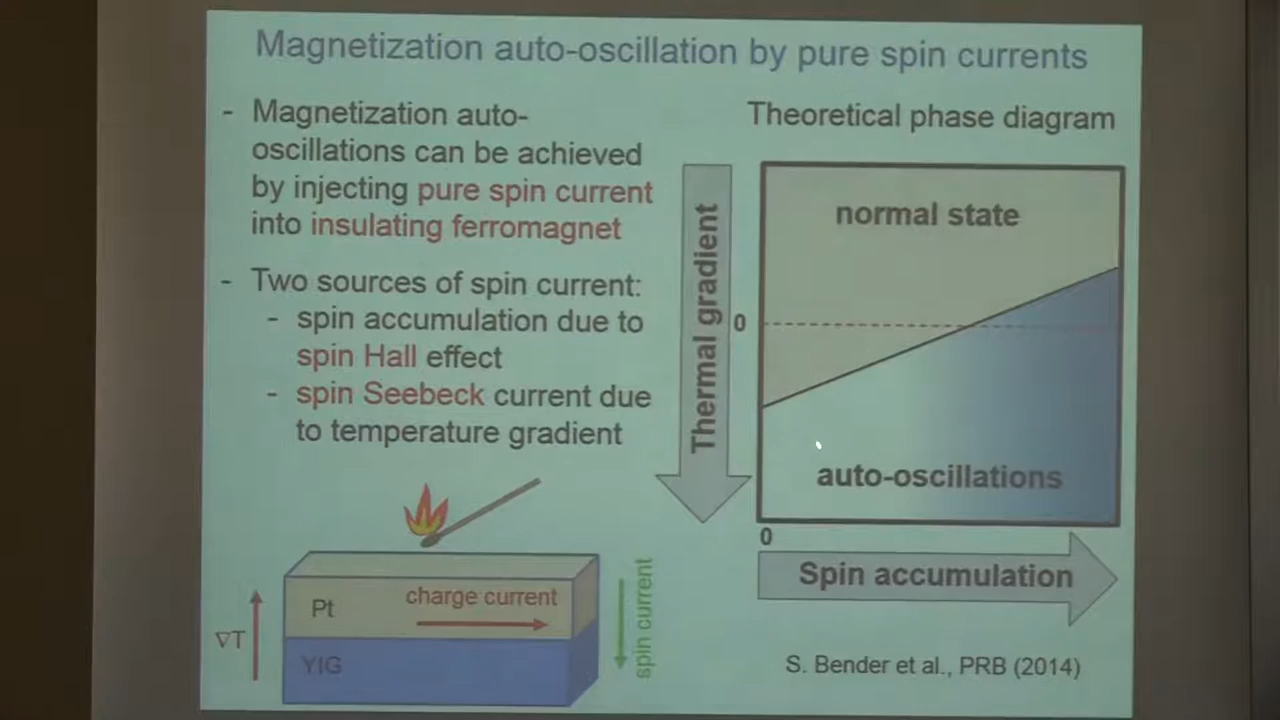 Magnetization auto-oscillation by pure spin currents
- Magnetization auto-
oscillations can be achieved
by injecting pure spin current
into insulating ferromagnet
- Two sources of spin current:
- spin accumulation due to
spin Hall effect
- spin Seebeck current due
to temperature gradient
Pt
charge current
YIG
∇T
spin current
Theoretical phase diagram
Thermal gradient
normal state
0
auto-oscillations
0
Spin accumulation
S. Bender et al., PRB (2014)